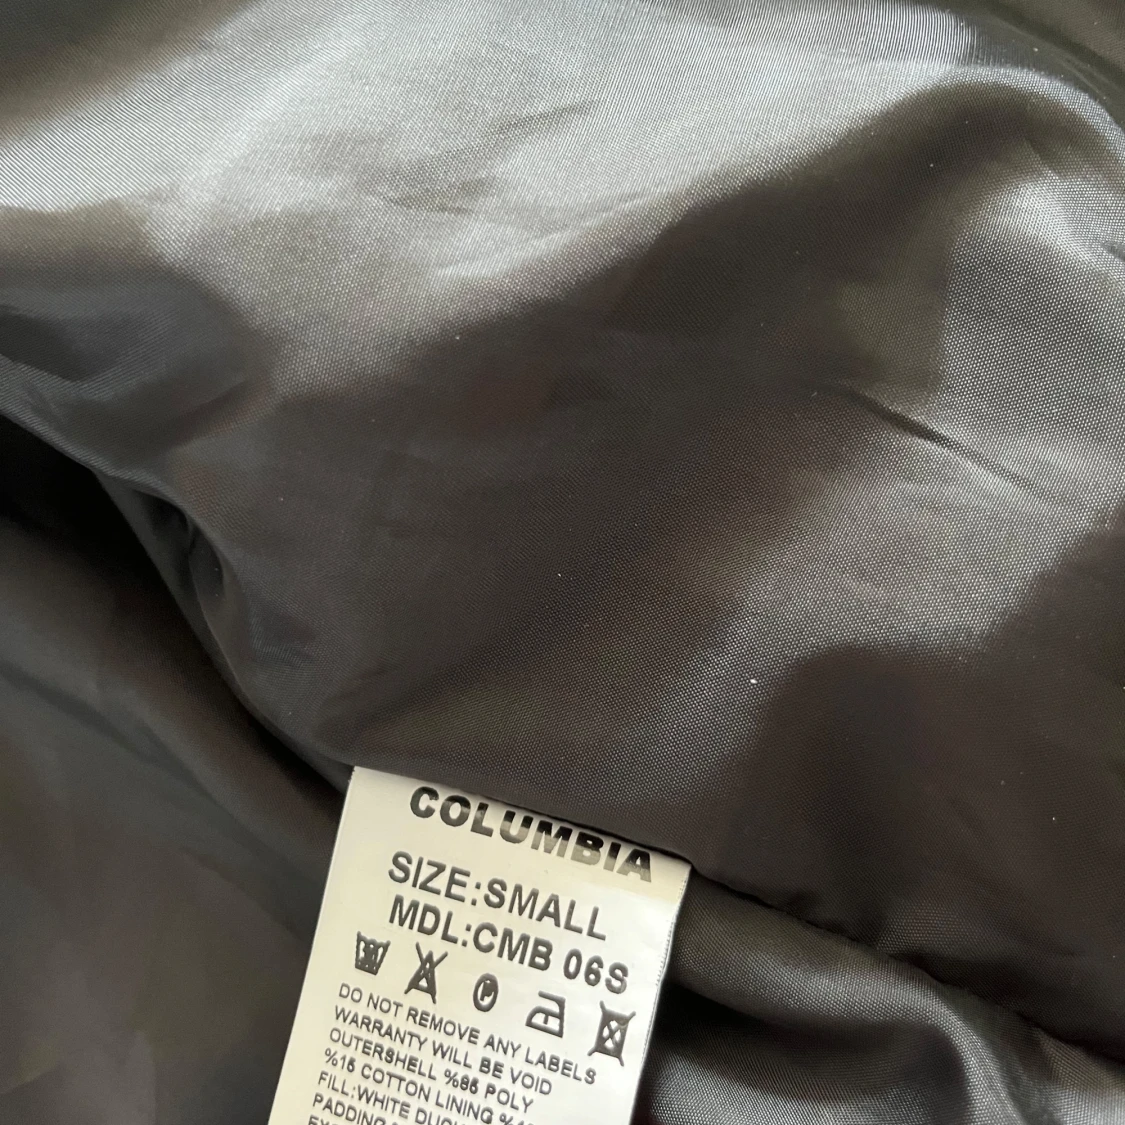 COLUMBIA
SIZE:SMALL
MDL:CMB 06S
P
DO NOT REMOVE ANY LABELS
WARRANTY WILL BE VOID
OUTERSHELL %85 POLY
%15 COTTON LINING
FILL:WHITE
PADDING